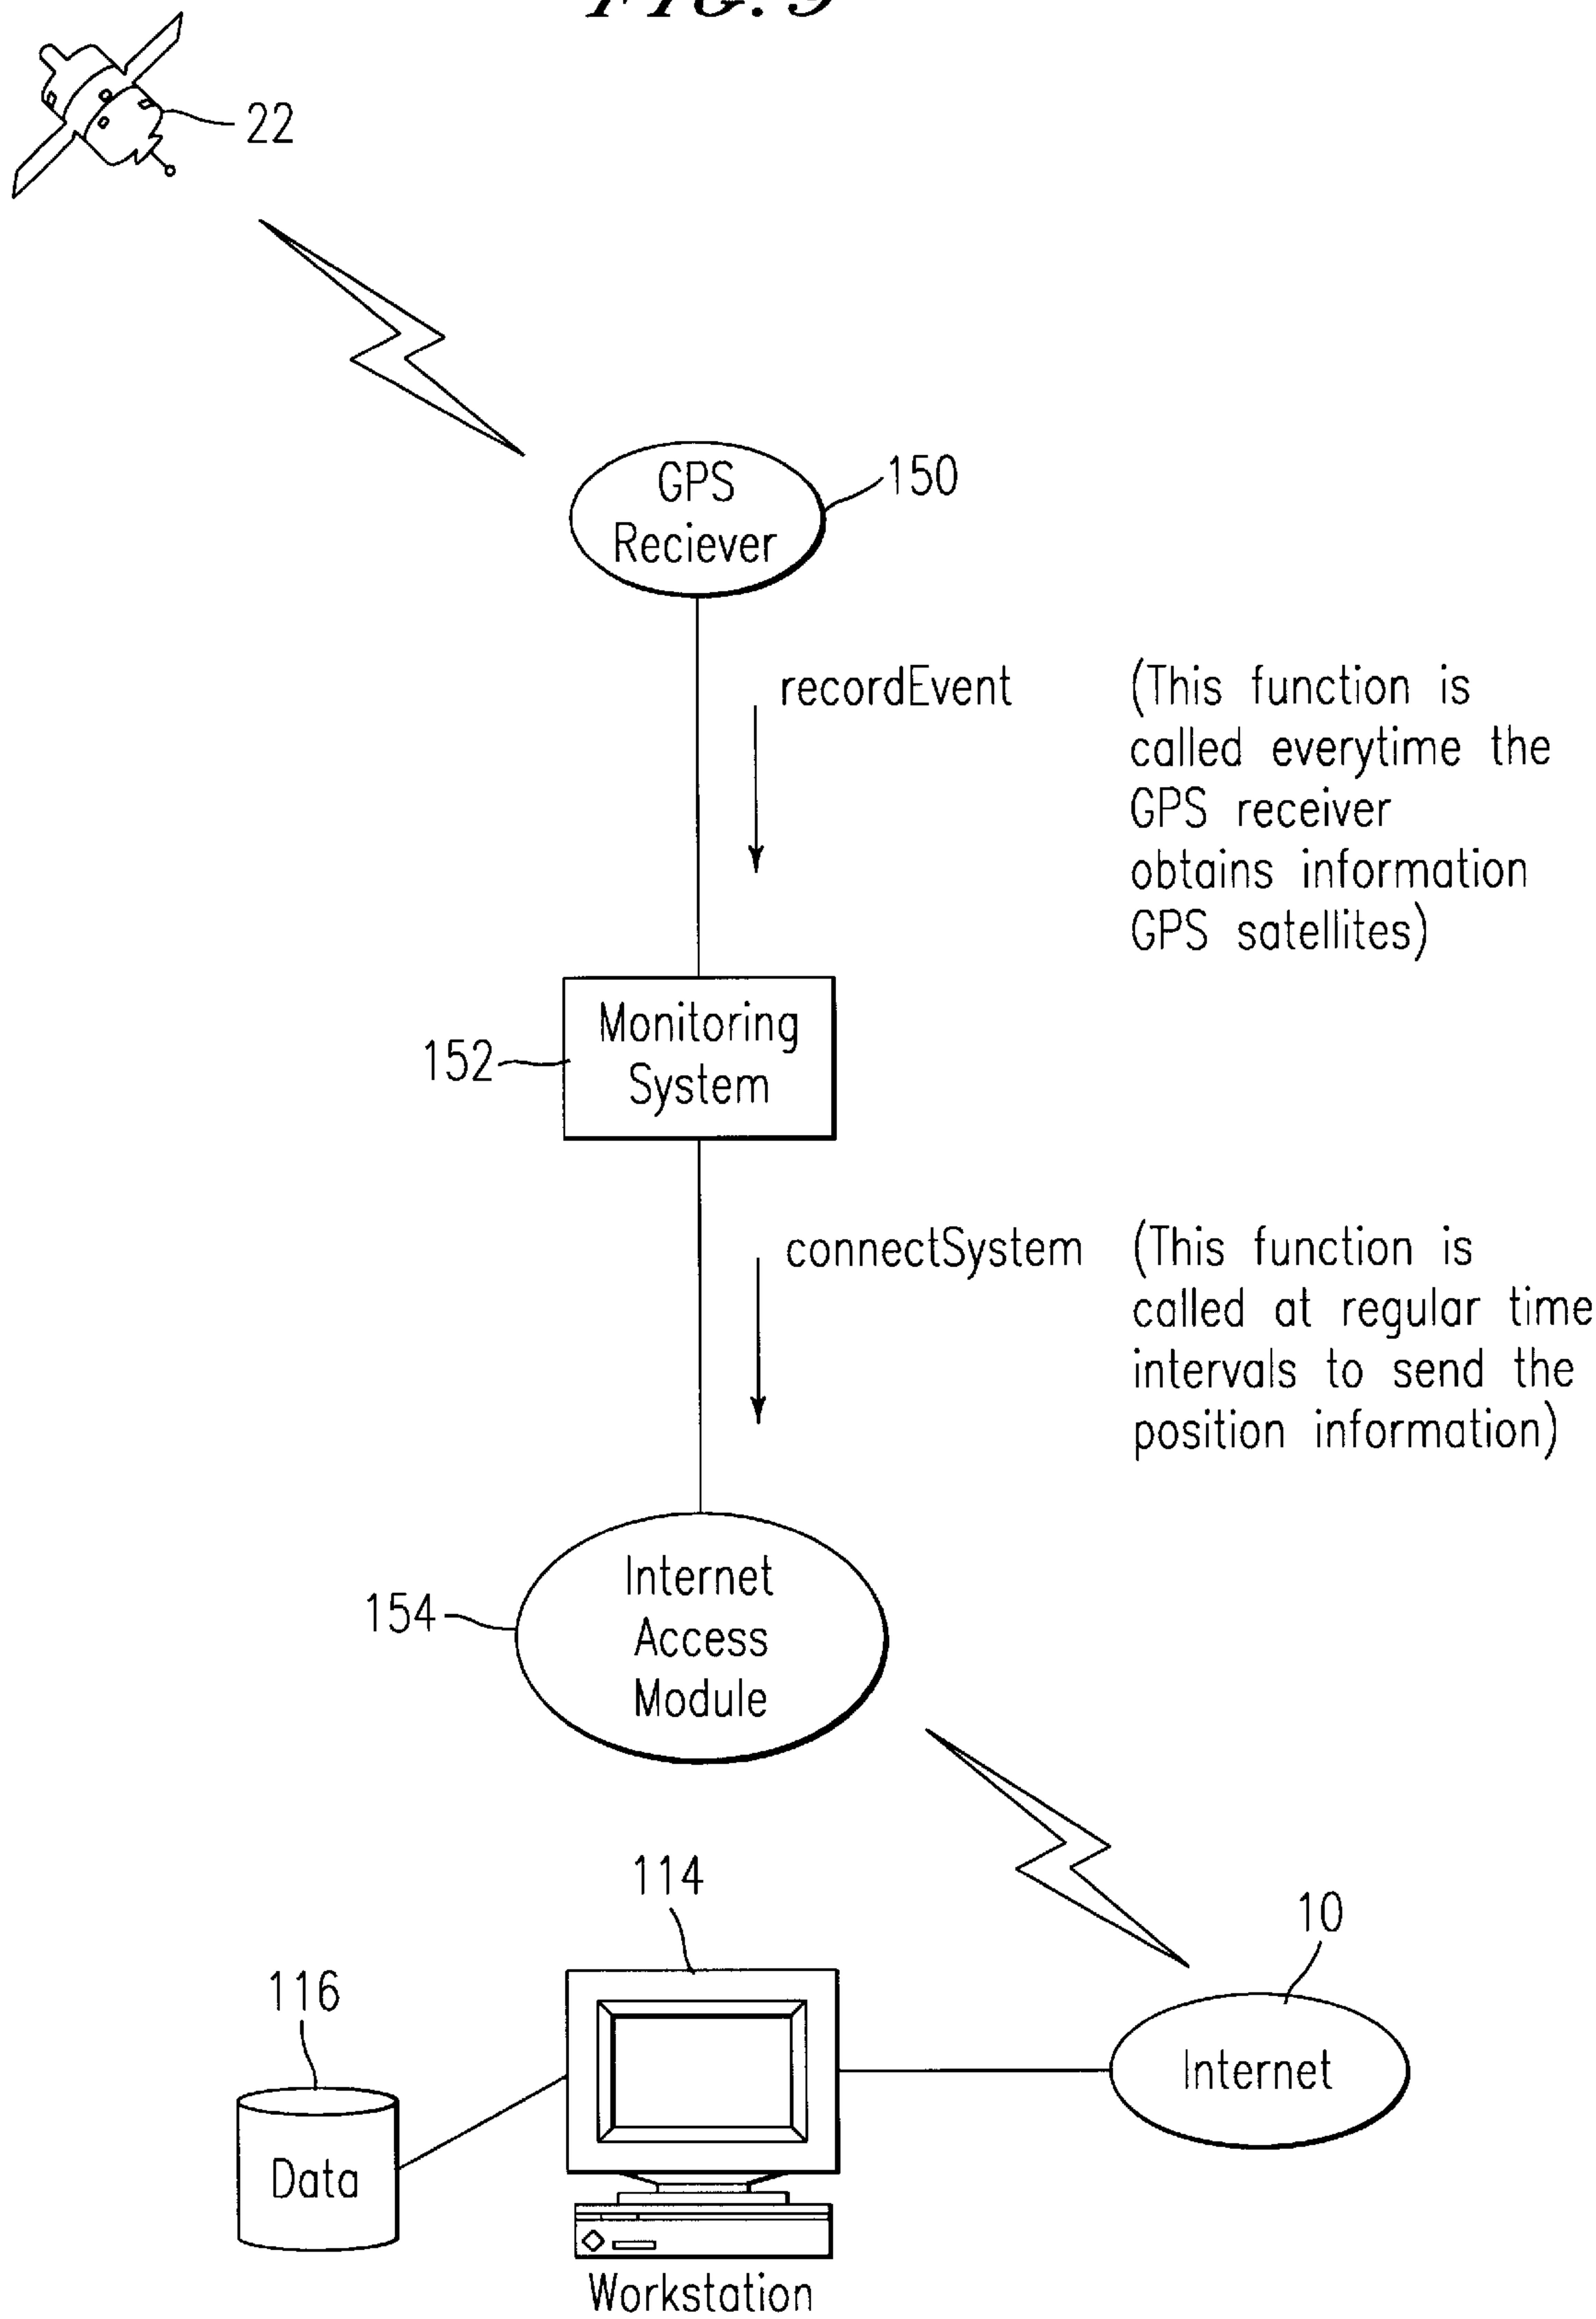 22
GPS
Reciever
150
recordEvent
(This function is
called everytime the
GPS receiver
obtains information
GPS satellites)
152
Monitoring
System
connectSystem
(This function is
called at regular time
intervals to send the
position information)
154
Internet
Access
Module
114
10
116
Internet
Data
Workstation